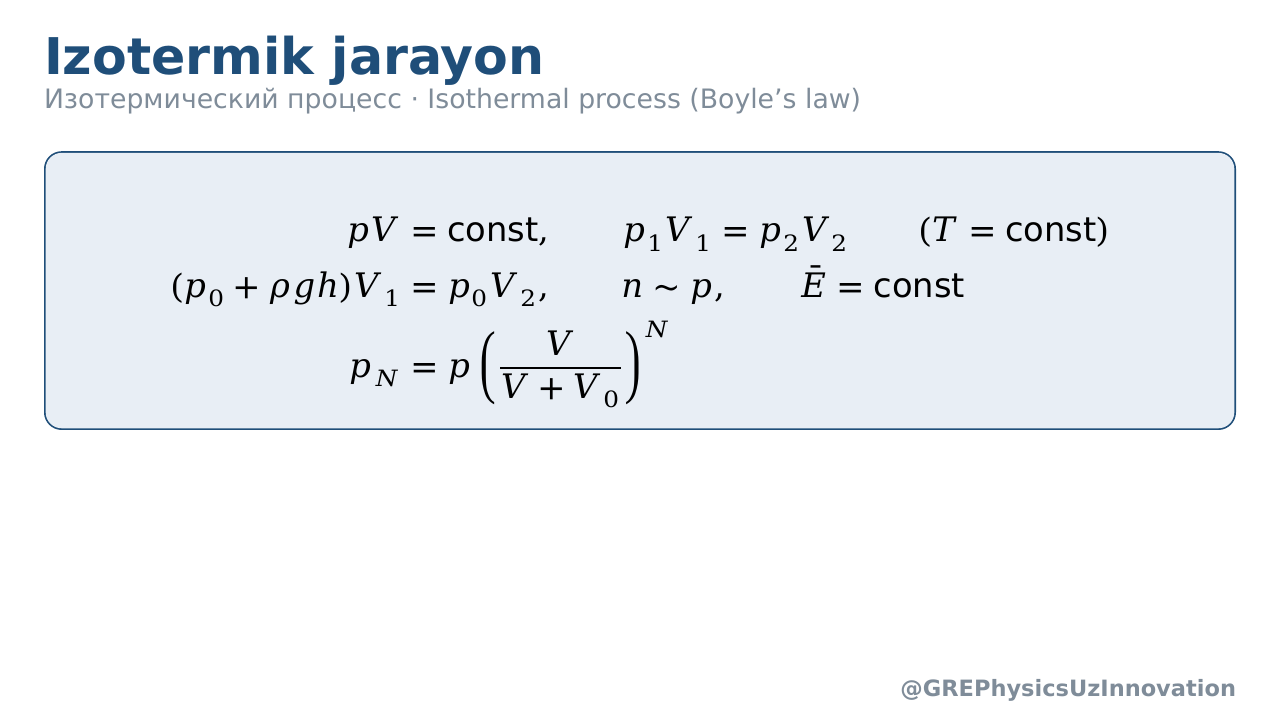 Izotermik jarayon
Изотермический процесс · Isothermal process (Boyle’s law)
pV = const, p₁V₁ = p₂V₂ (T = const)
(p₀ + ρgh)V₁ = p₀V₂, n ~ p, Ē = const
p_N = p (V / (V + V₀))^N
@GREPhysicsUzInnovation